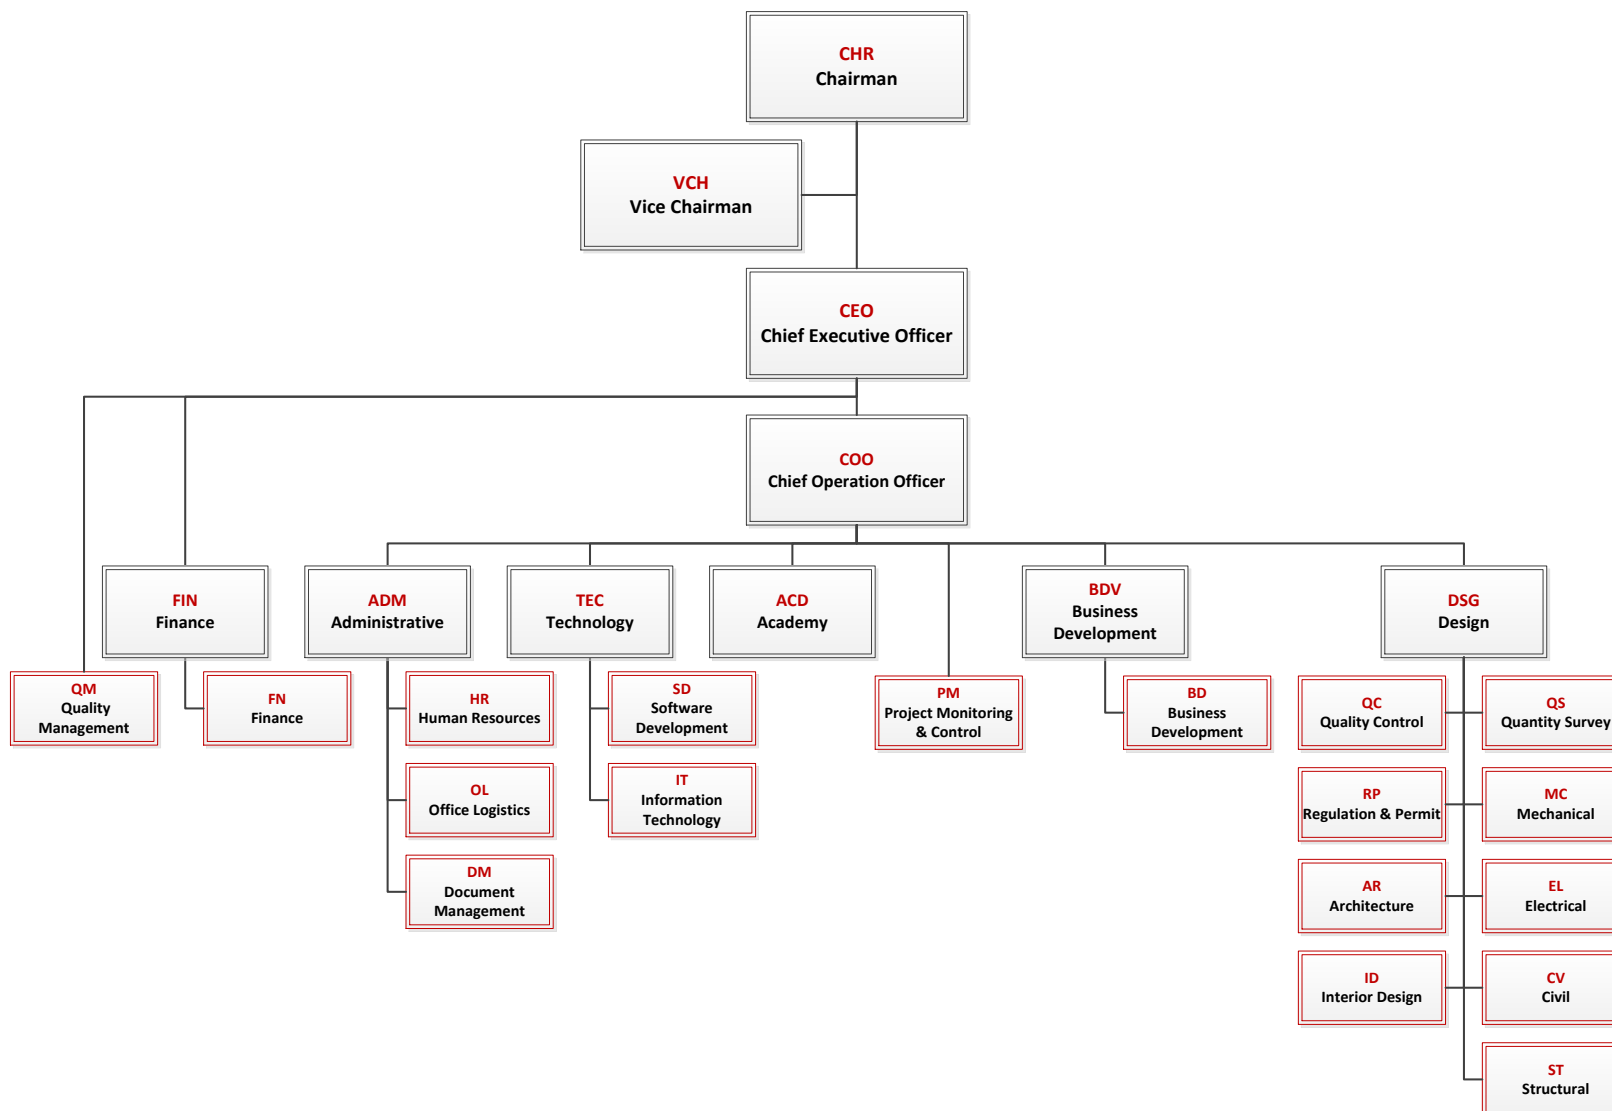 CHR
Chairman
VCH
Vice Chairman
CEO
Chief Executive Officer
COO
Chief Operation Officer
FIN
Finance
ADM
Administrative
TEC
Technology
ACD
Academy
BDV
Business
Development
DSG
Design
QM
Quality
Management
FN
Finance
HR
Human Resources
SD
Software
Development
PM
Project Monitoring
& Control
BD
Business
Development
QC
Quality Control
QS
Quantity Survey
OL
Office Logistics
IT
Information
Technology
RP
Regulation & Permit
MC
Mechanical
DM
Document
Management
AR
Architecture
EL
Electrical
ID
Interior Design
CV
Civil
ST
Structural